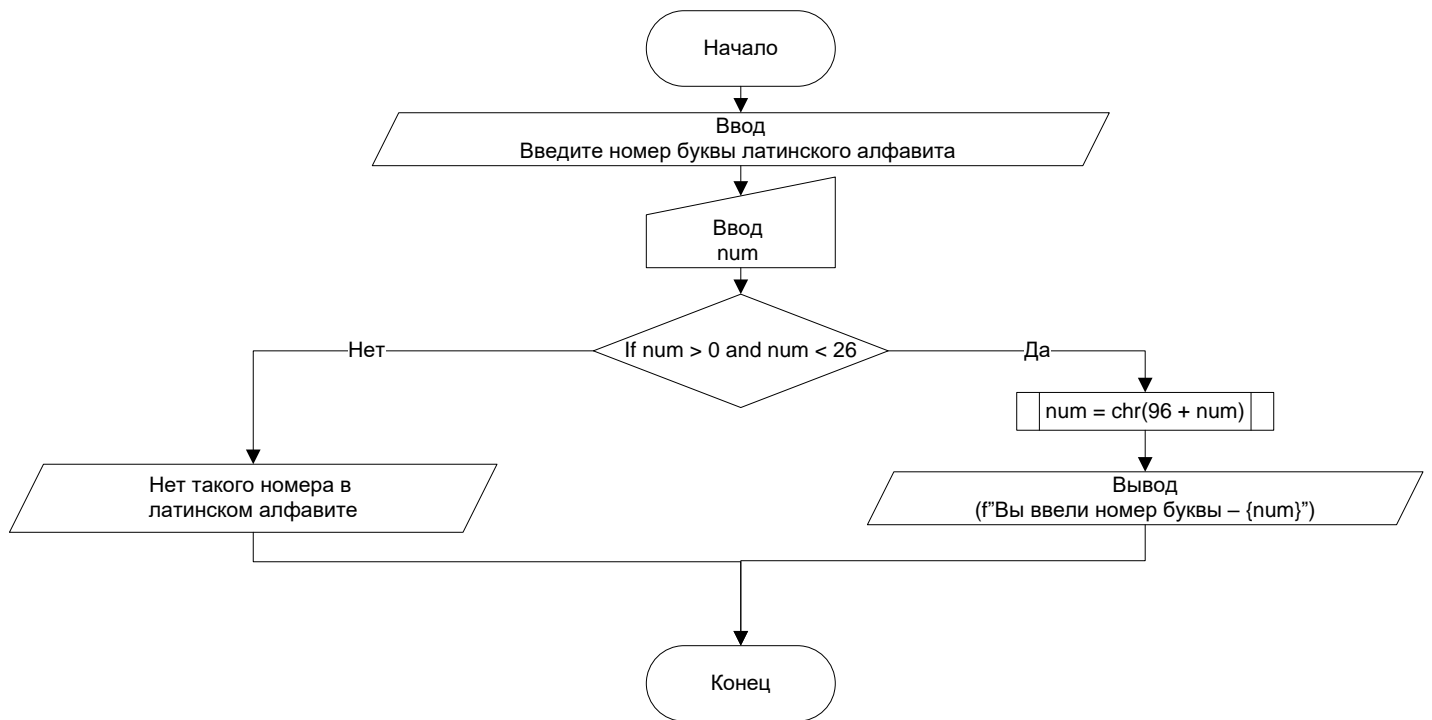 Начало
Ввод
Введите номер буквы латинского алфавита
Ввод
num
If num > 0 and num < 26
Нет
Да
num = chr(96 + num)
Нет такого номера в
латинском алфавите
Вывод
(f”Вы ввели номер буквы – {num}”)
Конец